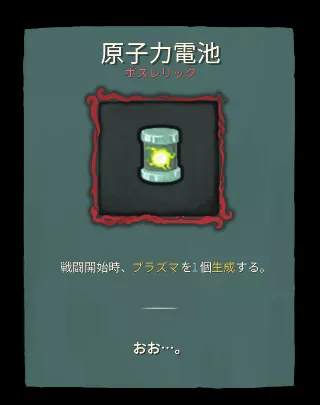 原子力電池
ボスレリック
戦闘開始時、プラズマを1個生成する。
おお…。